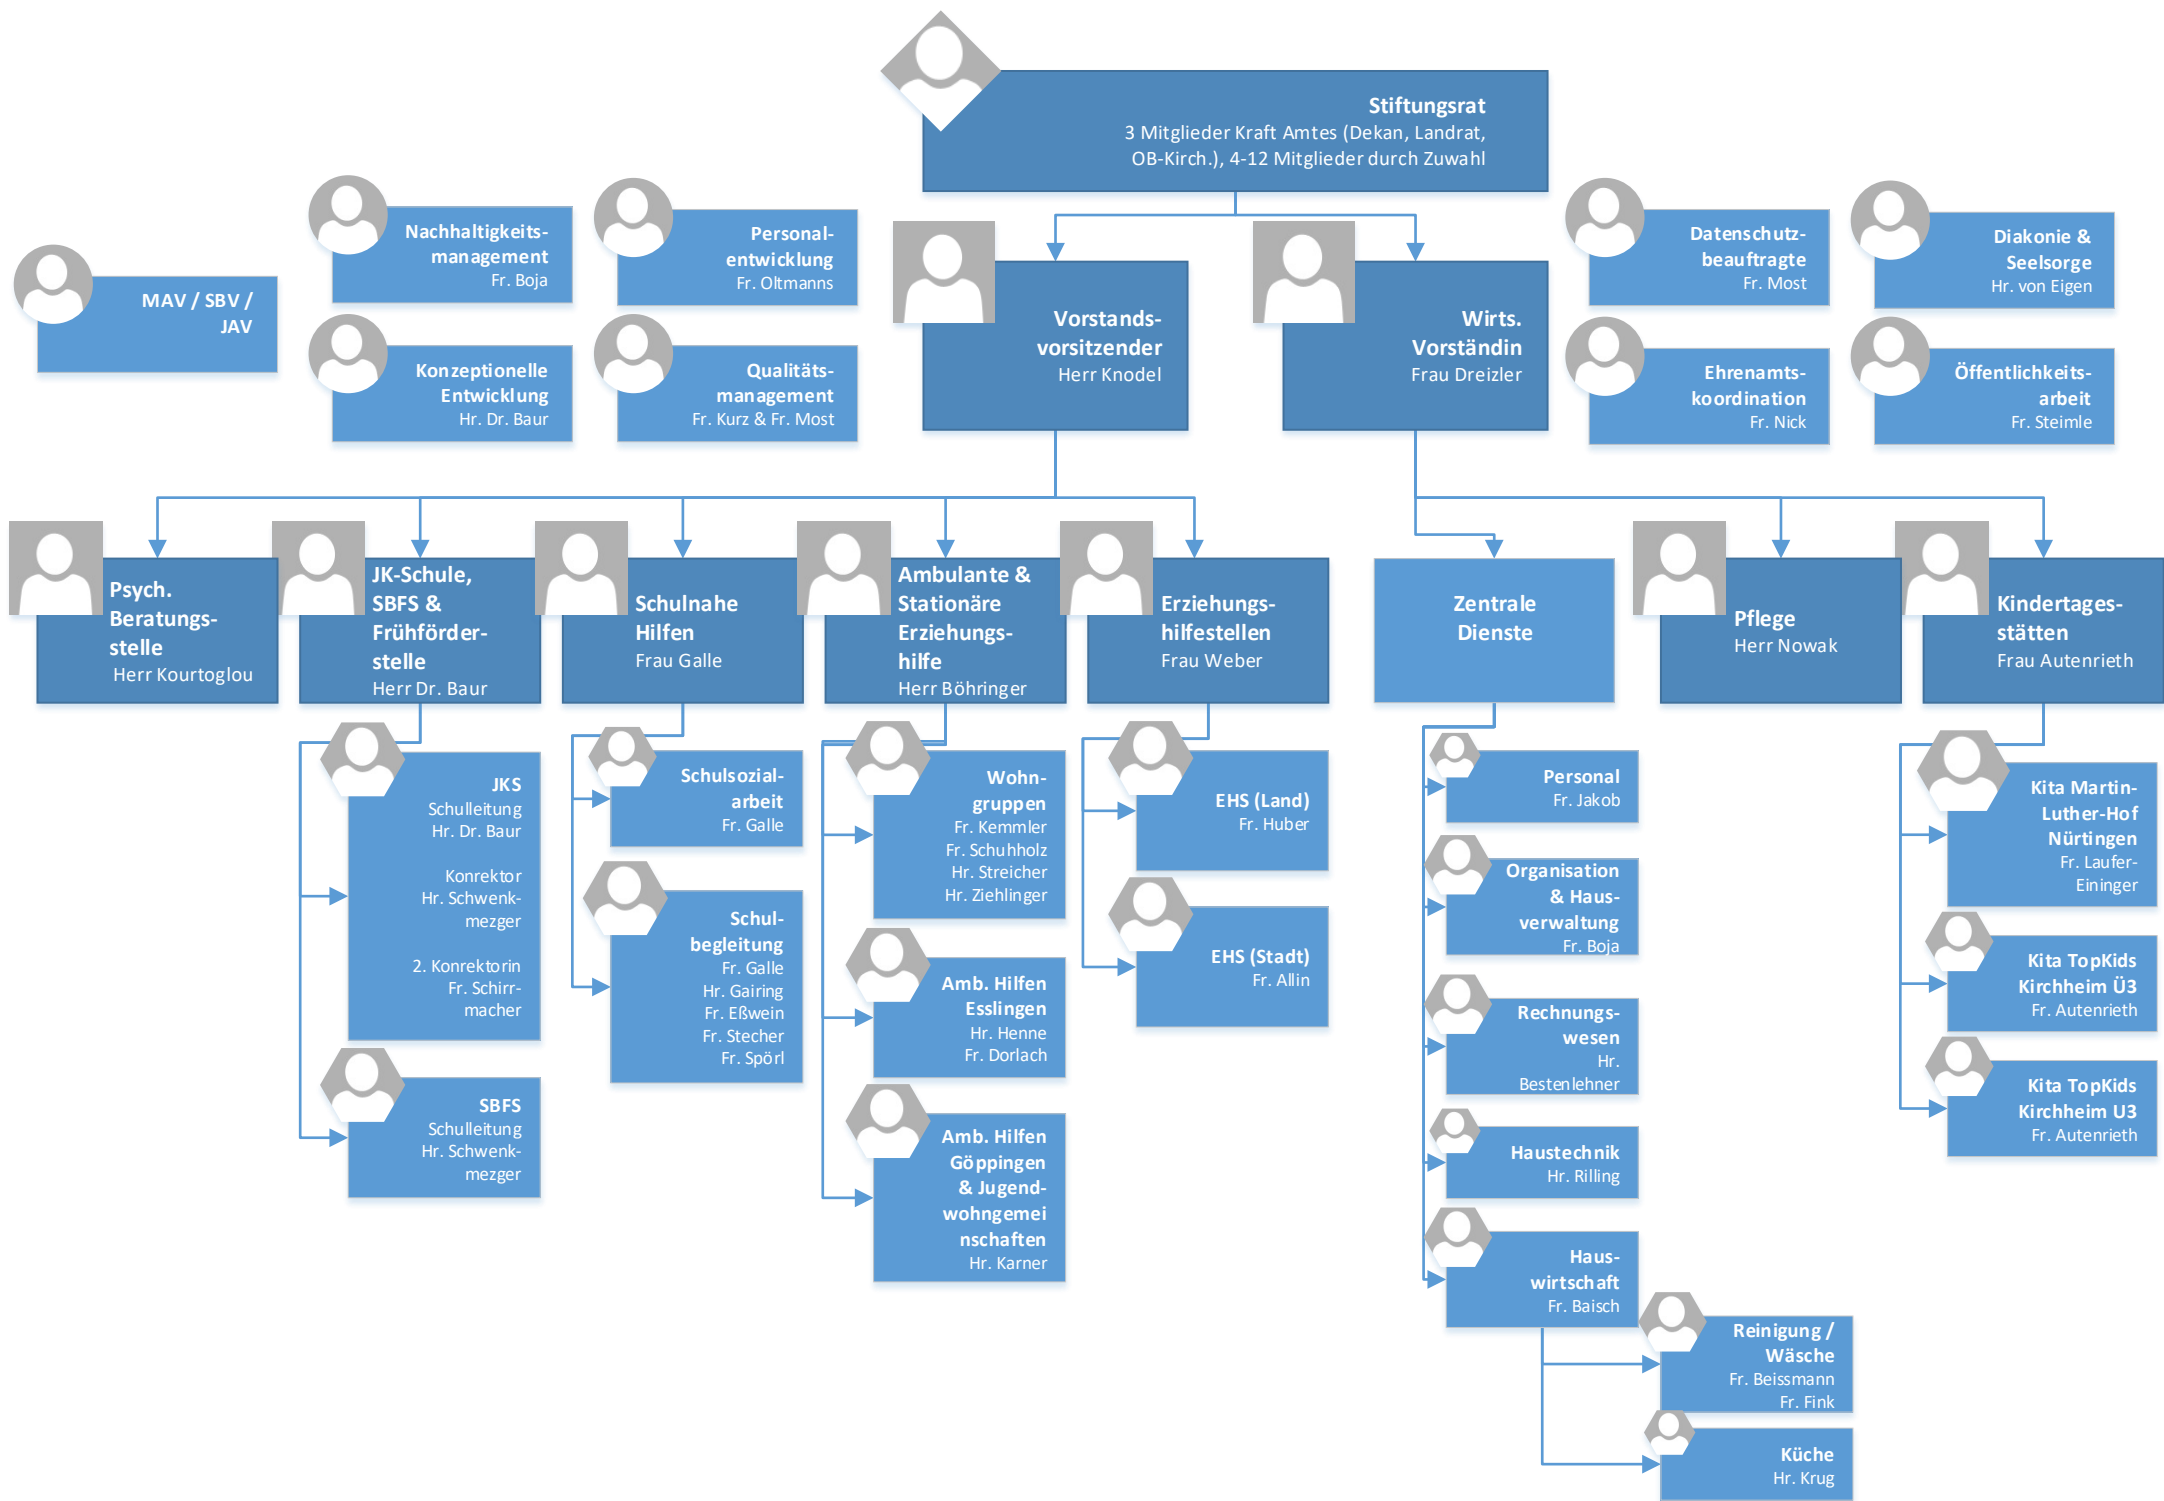 Stiftungsrat
3 Mitglieder Kraft Amtes (Dekan, Landrat,
OB-Kirch.), 4-12 Mitglieder durch Zuwahl
MAV / SBV /
JAV
Nachhaltigkeits-
management
Fr. Boja
Personal-
entwicklung
Fr. Oltmanns
Konzeptionelle
Entwicklung
Hr. Dr. Baur
Qualitäts-
management
Fr. Kurz & Fr. Most
Vorstands-
vorsitzender
Herr Knodel
Wirts.
Vorständin
Frau Dreizler
Datenschutz-
beauftragte
Fr. Most
Diakonie &
Seelsorge
Hr. von Eigen
Ehrenamts-
koordination
Fr. Nick
Öffentlichkeits-
arbeit
Fr. Steimle
Psych.
Beratungs-
stelle
Herr Kourtoglou
JK-Schule,
SBFS &
Frühförder-
stelle
Herr Dr. Baur
Schulnahe
Hilfen
Frau Galle
Ambulante &
Stationäre
Erziehungs-
hilfe
Herr Böhringer
Erziehungs-
hilfestellen
Frau Weber
Zentrale
Dienste
Pflege
Herr Nowak
Kindertages-
stätten
Frau Autenrieth
JKS
Schulleitung
Hr. Dr. Baur
Konrektor
Hr. Schwenk-
mezger
2. Konrektorin
Fr. Schirr-
macher
SBFS
Schulleitung
Hr. Schwenk-
mezger
Schulsozial-
arbeit
Fr. Galle
Schul-
begleitung
Fr. Galle
Hr. Gairing
Fr. Eßwein
Fr. Stecher
Fr. Spörl
Wohn-
gruppen
Fr. Kemmler
Fr. Schuhholz
Hr. Streicher
Hr. Ziehlinger
Amb. Hilfen
Esslingen
Hr. Henne
Fr. Dorlach
Amb. Hilfen
Göppingen
& Jugend-
wohngemei
nschaften
Hr. Karner
EHS (Land)
Fr. Huber
EHS (Stadt)
Fr. Allin
Personal
Fr. Jakob
Organisation
& Haus-
verwaltung
Fr. Boja
Rechnungs-
wesen
Hr.
Bestenlehner
Haustechnik
Hr. Rilling
Haus-
wirtschaft
Fr. Baisch
Reinigung /
Wäsche
Fr. Beissmann
Fr. Fink
Küche
Hr. Krug
Kita Martin-
Luther-Hof
Nürtingen
Fr. Laufer-
Eininger
Kita TopKids
Kirchheim Ü3
Fr. Autenrieth
Kita TopKids
Kirchheim U3
Fr. Autenrieth